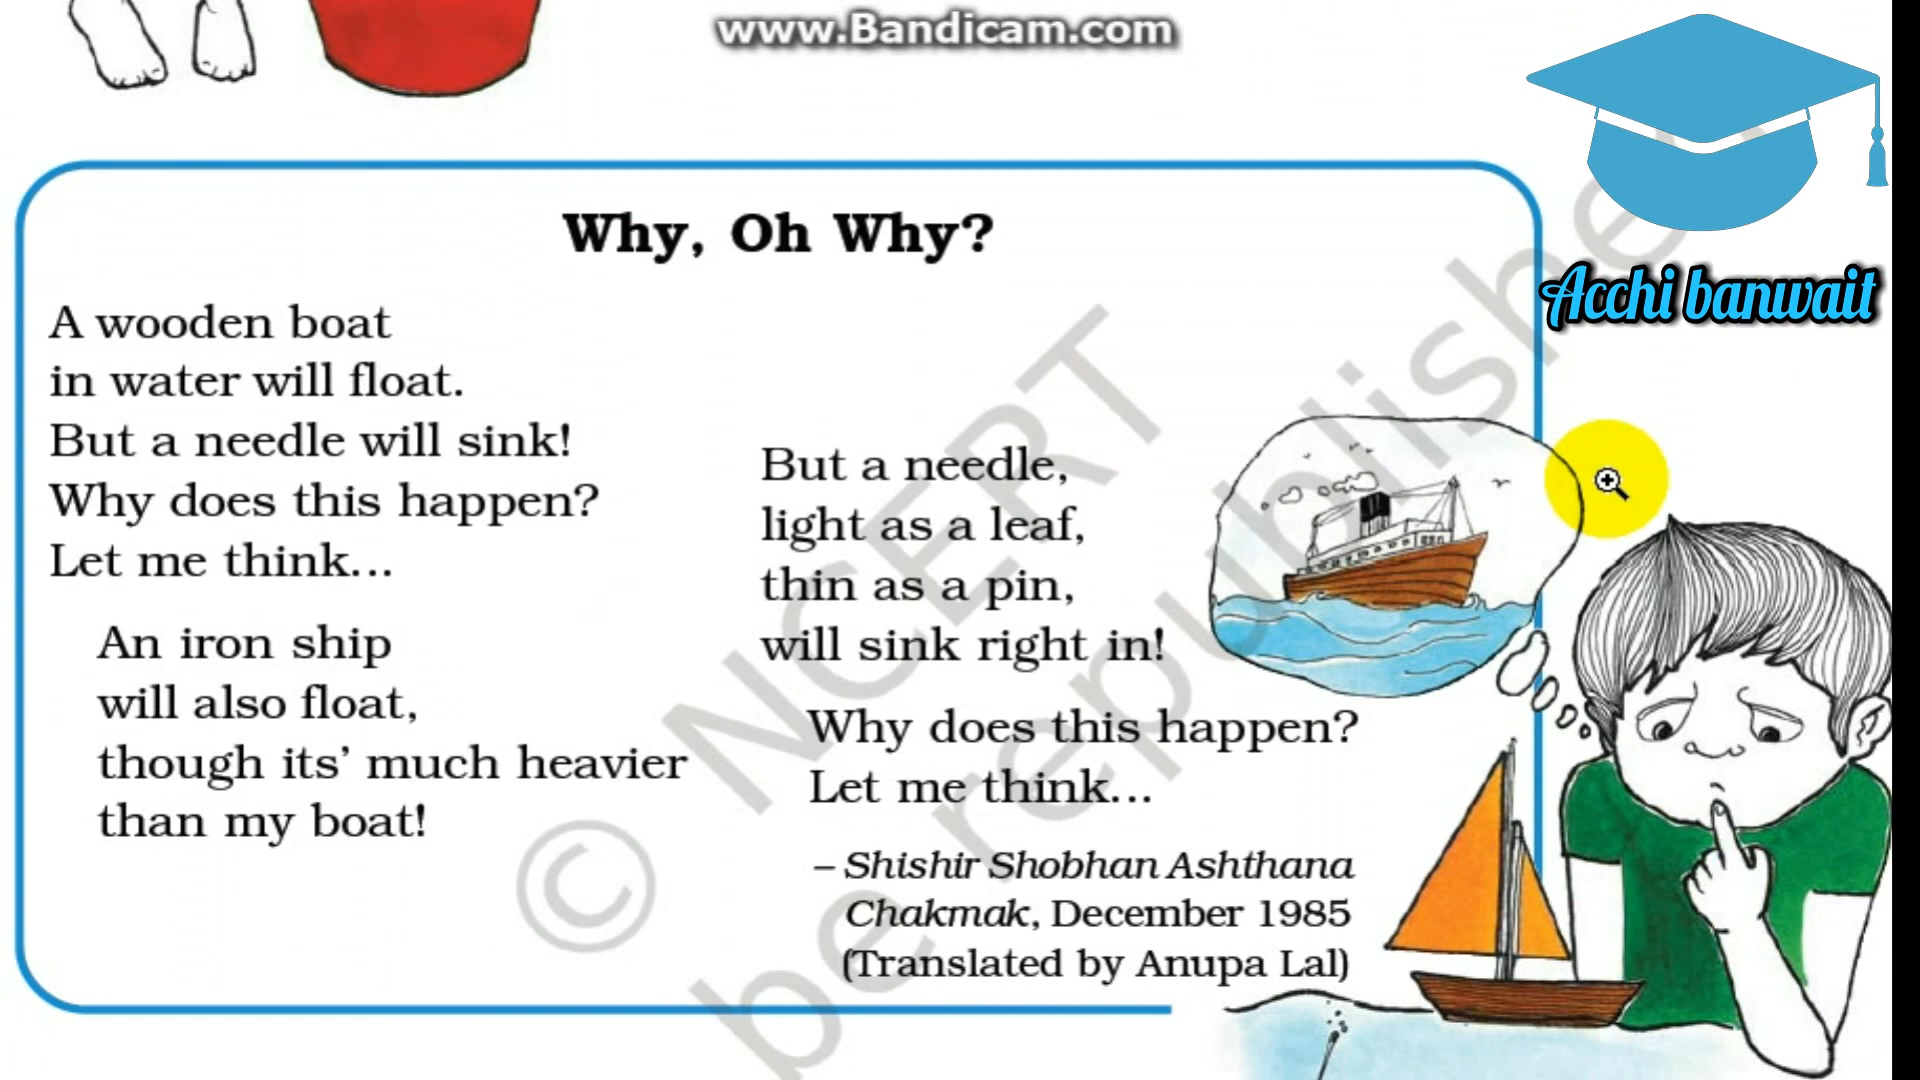 www.Bandicam.com
Acchi banwait
Why, Oh Why?
A wooden boat
in water will float.
But a needle will sink!
Why does this happen?
Let me think...
An iron ship
will also float,
though its' much heavier
than my boat!
But a needle,
light as a leaf,
thin as a pin,
will sink right in!
Why does this happen?
Let me think...
– Shishir Shobhan Ashthana
Chakmak, December 1985
(Translated by Anupa Lal)
© NCERT
be republishe